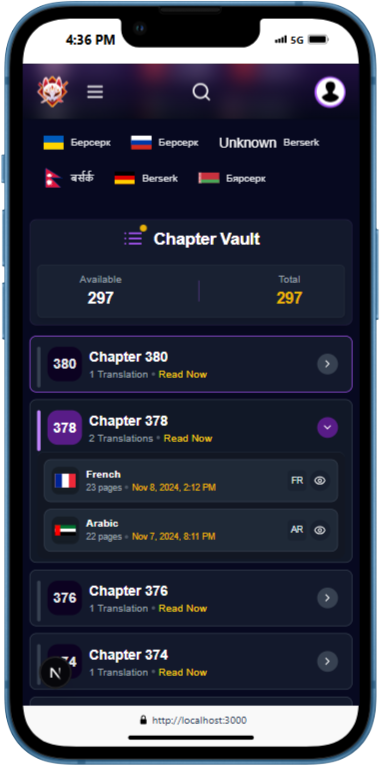 4:36 PM 5G
Берсерк Берсерк Unknown Berserk
बर्सर्क Berserk Бярсерк
Chapter Vault
Available Total
297 297
380 Chapter 380
1 Translation • Read Now
378 Chapter 378
2 Translations • Read Now
French
23 pages • Nov 8, 2024, 2:12 PM FR
Arabic
22 pages • Nov 7, 2024, 8:11 PM AR
376 Chapter 376
1 Translation • Read Now
74 Chapter 374
N 1 Translation • Read Now
http://localhost:3000